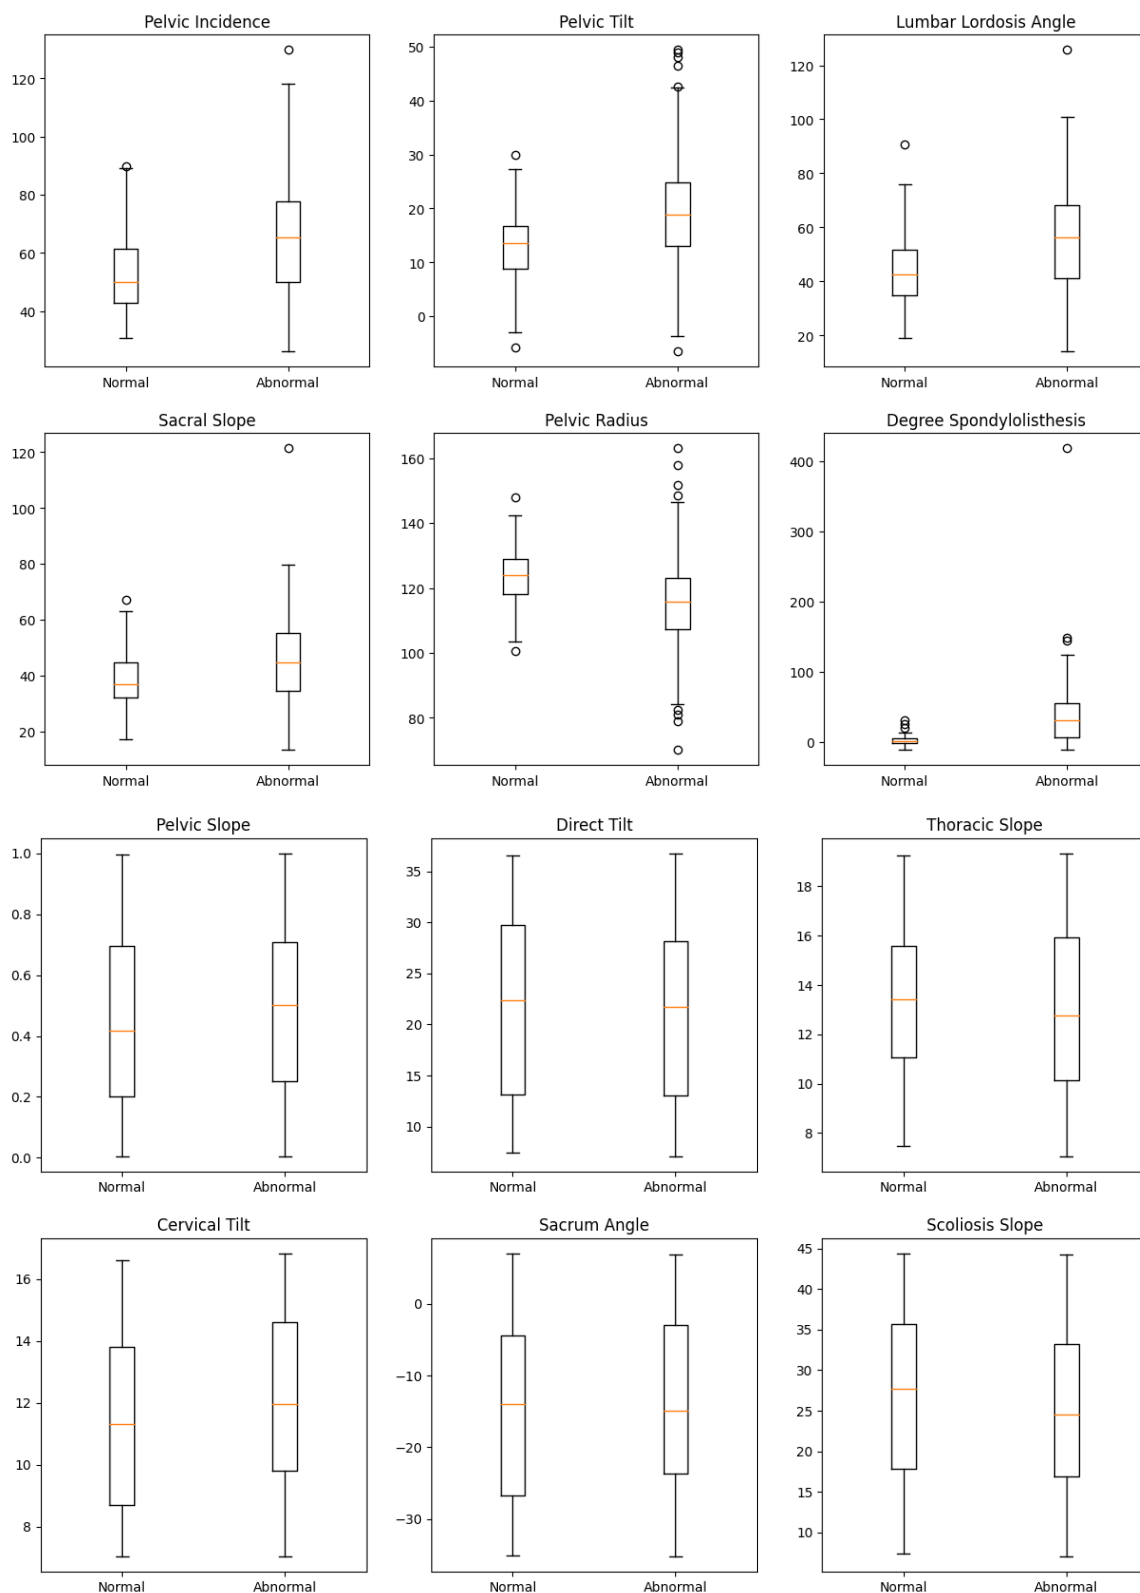 Pelvic Incidence
120
100
80
60
40
Normal Abnormal
Pelvic Tilt
50
40
30
20
10
0
Normal Abnormal
Lumbar Lordosis Angle
120
100
80
60
40
20
Normal Abnormal
Sacral Slope
120
100
80
60
40
20
Normal Abnormal
Pelvic Radius
160
140
120
100
80
Normal Abnormal
Degree Spondylolisthesis
400
300
200
100
0
Normal Abnormal
Pelvic Slope
1.0
0.8
0.6
0.4
0.2
0.0
Normal Abnormal
Direct Tilt
35
30
25
20
15
10
Normal Abnormal
Thoracic Slope
18
16
14
12
10
8
Normal Abnormal
Cervical Tilt
16
14
12
10
8
Normal Abnormal
Sacrum Angle
0
−10
−20
−30
Normal Abnormal
Scoliosis Slope
45
40
35
30
25
20
15
10
Normal Abnormal